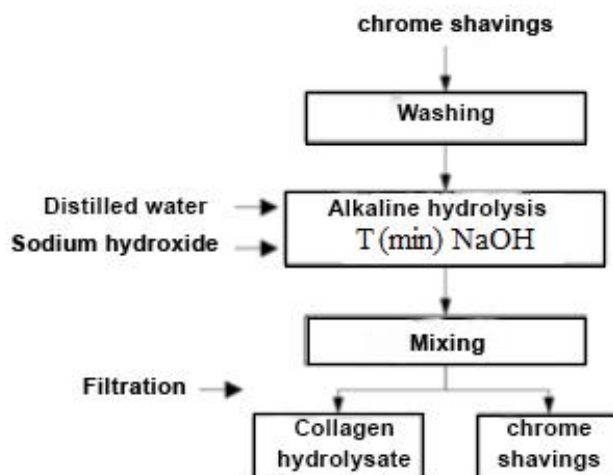 chrome shavings
Washing
Distilled water
Sodium hydroxide
Alkaline hydrolysis
T (min) NaOH
Mixing
Filtration
Collagen
hydrolysate
chrome
shavings